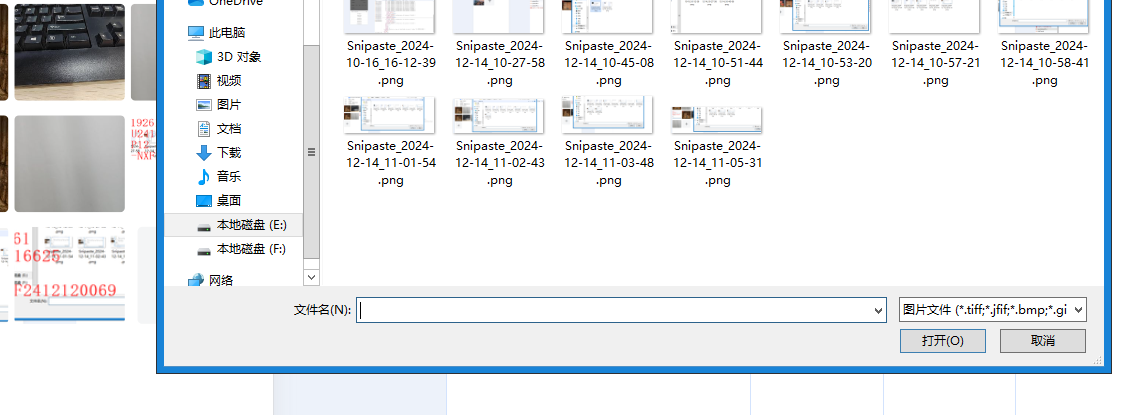 OneDrive
此电脑
3D 对象
视频
图片
文档
下载
音乐
桌面
本地磁盘 (E:)
本地磁盘 (F:)
网络
Snipaste_2024-
10-16_16-12-39
.png
Snipaste_2024-
12-14_10-27-58
.png
Snipaste_2024-
12-14_10-45-08
.png
Snipaste_2024-
12-14_10-51-44
.png
Snipaste_2024-
12-14_10-53-20
.png
Snipaste_2024-
12-14_10-57-21
.png
Snipaste_2024-
12-14_10-58-41
.png
Snipaste_2024-
12-14_11-01-54
.png
Snipaste_2024-
12-14_11-02-43
.png
Snipaste_2024-
12-14_11-03-48
.png
Snipaste_2024-
12-14_11-05-31
.png
1926
U241
-NXF
61
16625
F2412120069
文件名(N):
图片文件 (*.tiff;*.jfif;*.bmp;*.gi
打开(O)
取消